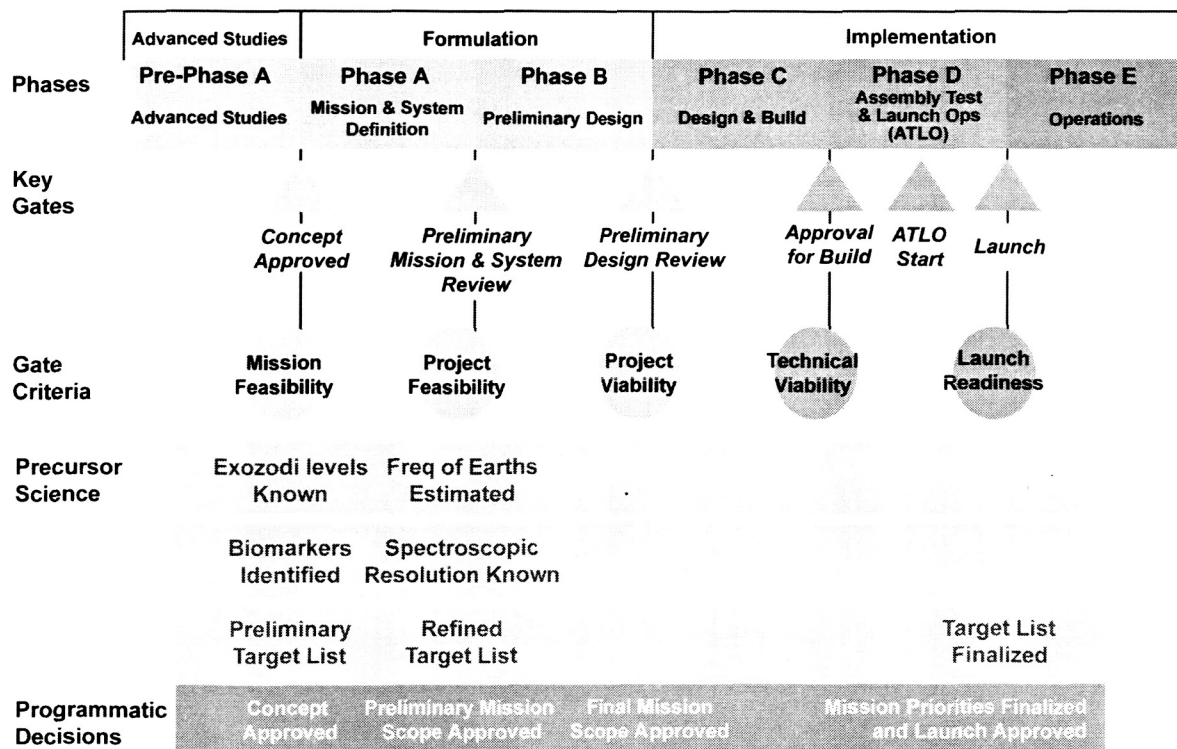 Advanced Studies Formulation Implementation
Phases
Pre-Phase A Phase A Phase B Phase C Phase D Phase E
Advanced Studies
Mission & System
Definition
Preliminary Design
Design & Build
Assembly Test
& Launch Ops
(ATLO)
Operations
Key
Gates
Concept
Approved
Preliminary
Mission & System
Review
Preliminary
Design Review
Approval
for Build
ATLO
Start
Launch
Gate
Criteria
Mission
Feasibility
Project
Feasibility
Project
Viability
Technical
Viability
Launch
Readiness
Precursor
Science
Exozodi levels
Known
Freq of Earths
Estimated
Biomarkers
Identified
Spectroscopic
Resolution Known
Preliminary
Target List
Refined
Target List
Target List
Finalized
Programmatic
Decisions
Concept
Approved
Preliminary Mission
Scope Approved
Final Mission
Scope Approved
Mission Priorities Finalized
and Launch Approved